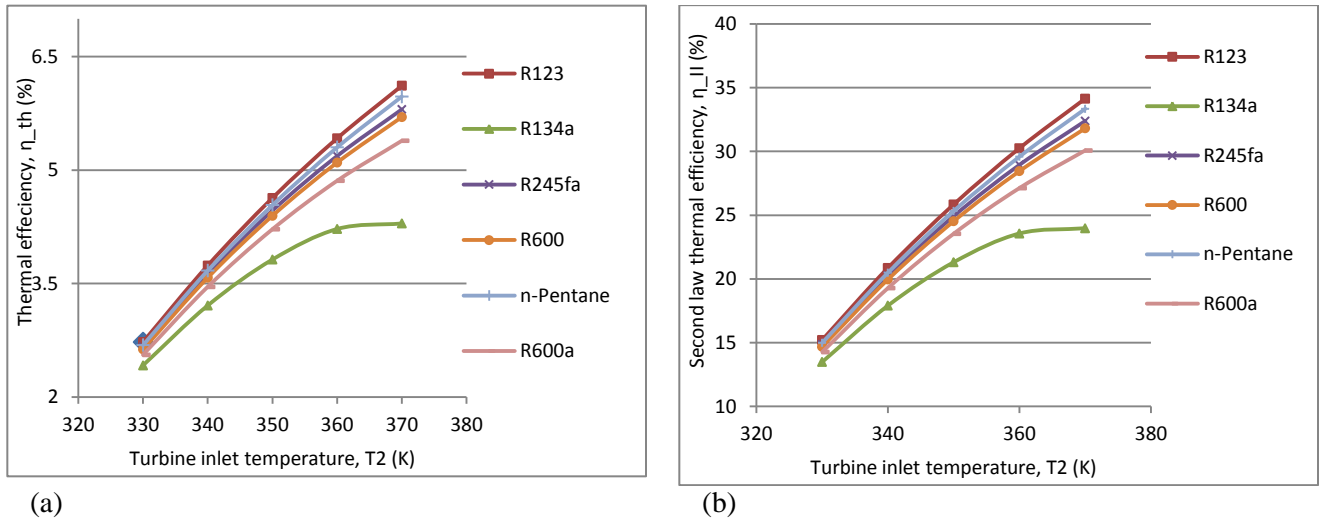 Thermal effeciency, η_th (%)
6.5
5
3.5
2
320 330 340 350 360 370 380
Turbine inlet temperature, T2 (K)
R123
R134a
R245fa
R600
n-Pentane
R600a
(a)
Second law thermal efficiency, η_II (%)
40
35
30
25
20
15
10
320 340 360 380
Turbine inlet temperature, T2 (K)
R123
R134a
R245fa
R600
n-Pentane
R600a
(b)